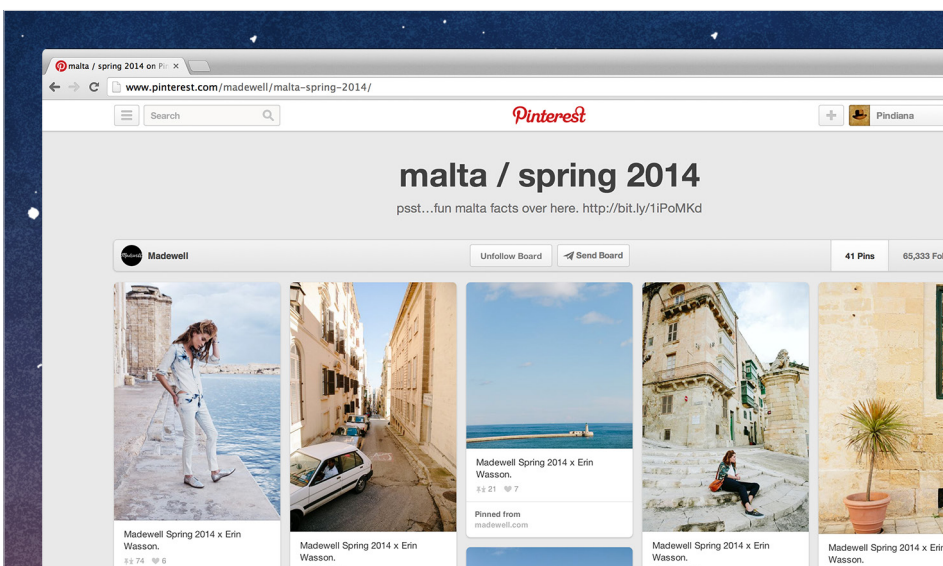 malta / spring 2014 on Pin
www.pinterest.com/madewell/malta-spring-2014/
Search
Pinterest
Pindiana
malta / spring 2014
psst...fun malta facts over here. http://bit.ly/1iPoMKd
Madewell
Madewell
Unfollow Board
Send Board
41 Pins
65,333 Fol
Madewell Spring 2014 x Erin
Wasson.
74 6
Madewell Spring 2014 x Erin
Wasson.
Madewell Spring 2014 x Erin
Wasson.
21 7
Pinned from
madewell.com
Madewell Spring 2014 x Erin
Wasson.
Madewell Spring 2014 x Erin
Wasson.